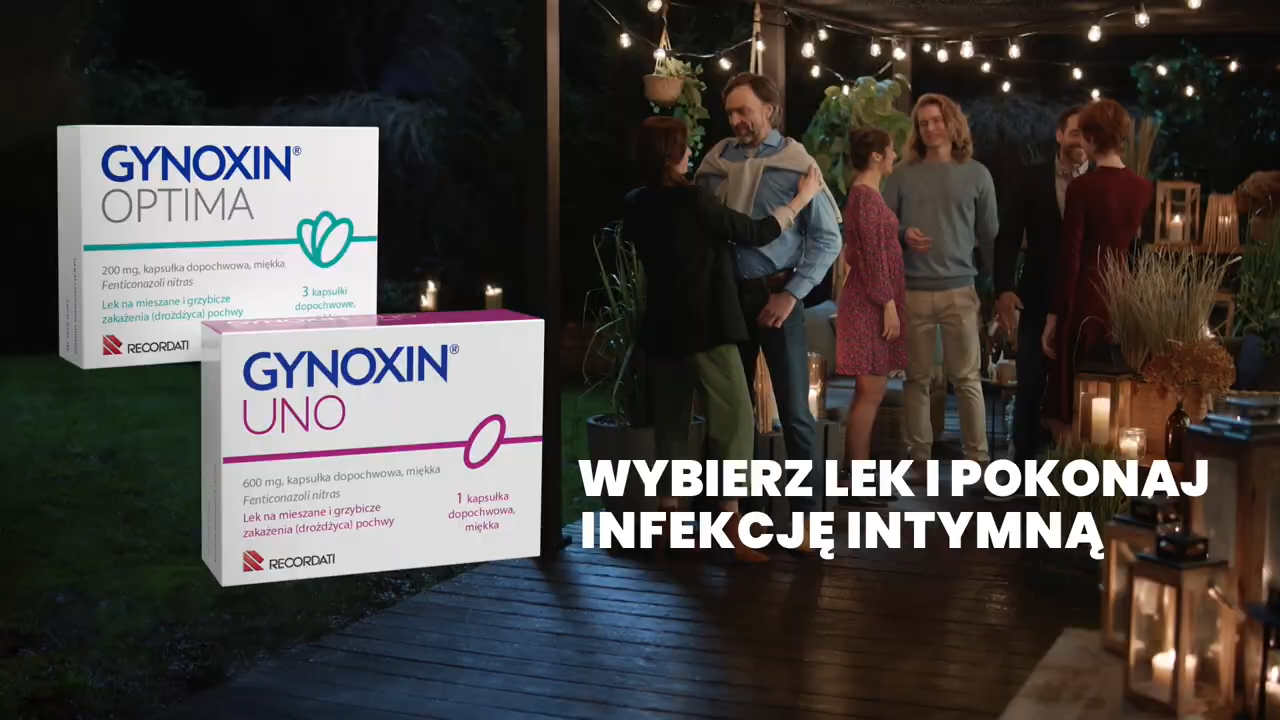 GYNOXIN®
OPTIMA
200 mg, kapsułka dopochwowa, miękka
Fenticonazoli nitras
Lek na mieszane i grzybicze
zakażenia (drożdżyca) pochwy
3 kapsułki
dopochwowe,
RECORDATI
GYNOXIN®
UNO
600 mg, kapsułka dopochwowa, miękka
Fenticonazoli nitras
Lek na mieszane i grzybicze
zakażenia (drożdżyca) pochwy
1 kapsułka
dopochwowa,
miękka
RECORDATI
WYBIERZ LEK I POKONAJ
INFEKCJĘ INTYMNĄ